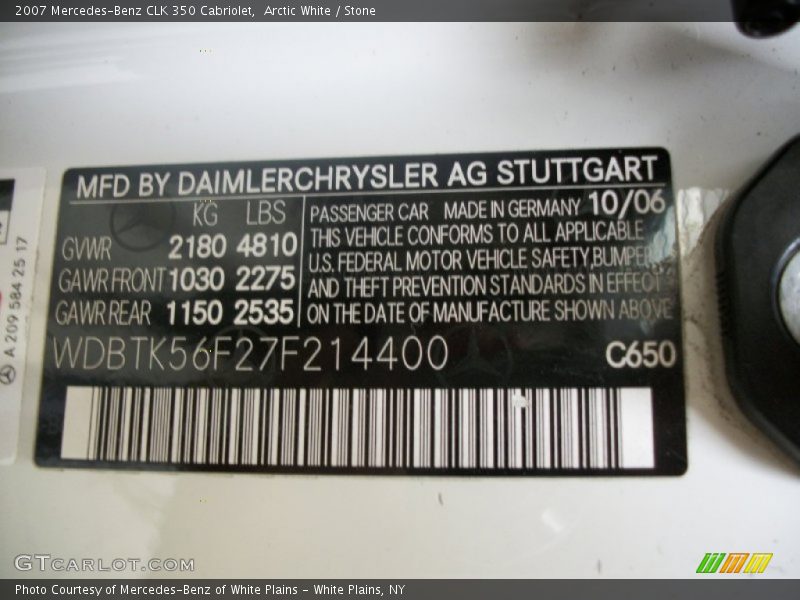 2007 Mercedes-Benz CLK 350 Cabriolet, Arctic White / Stone
MFD BY DAIMLERCHRYSLER AG STUTTGART
KG LBS
GVWR 2180 4810
GAWR FRONT 1030 2275
GAWR REAR 1150 2535
PASSENGER CAR MADE IN GERMANY 10/06
THIS VEHICLE CONFORMS TO ALL APPLICABLE
U.S. FEDERAL MOTOR VEHICLE SAFETY, BUMPER
AND THEFT PREVENTION STANDARDS IN EFFECT
ON THE DATE OF MANUFACTURE SHOWN ABOVE
WDBTK56F27F214400 C650
A 209 584 25 17
GTCARLOT.COM
Photo Courtesy of Mercedes-Benz of White Plains - White Plains, NY